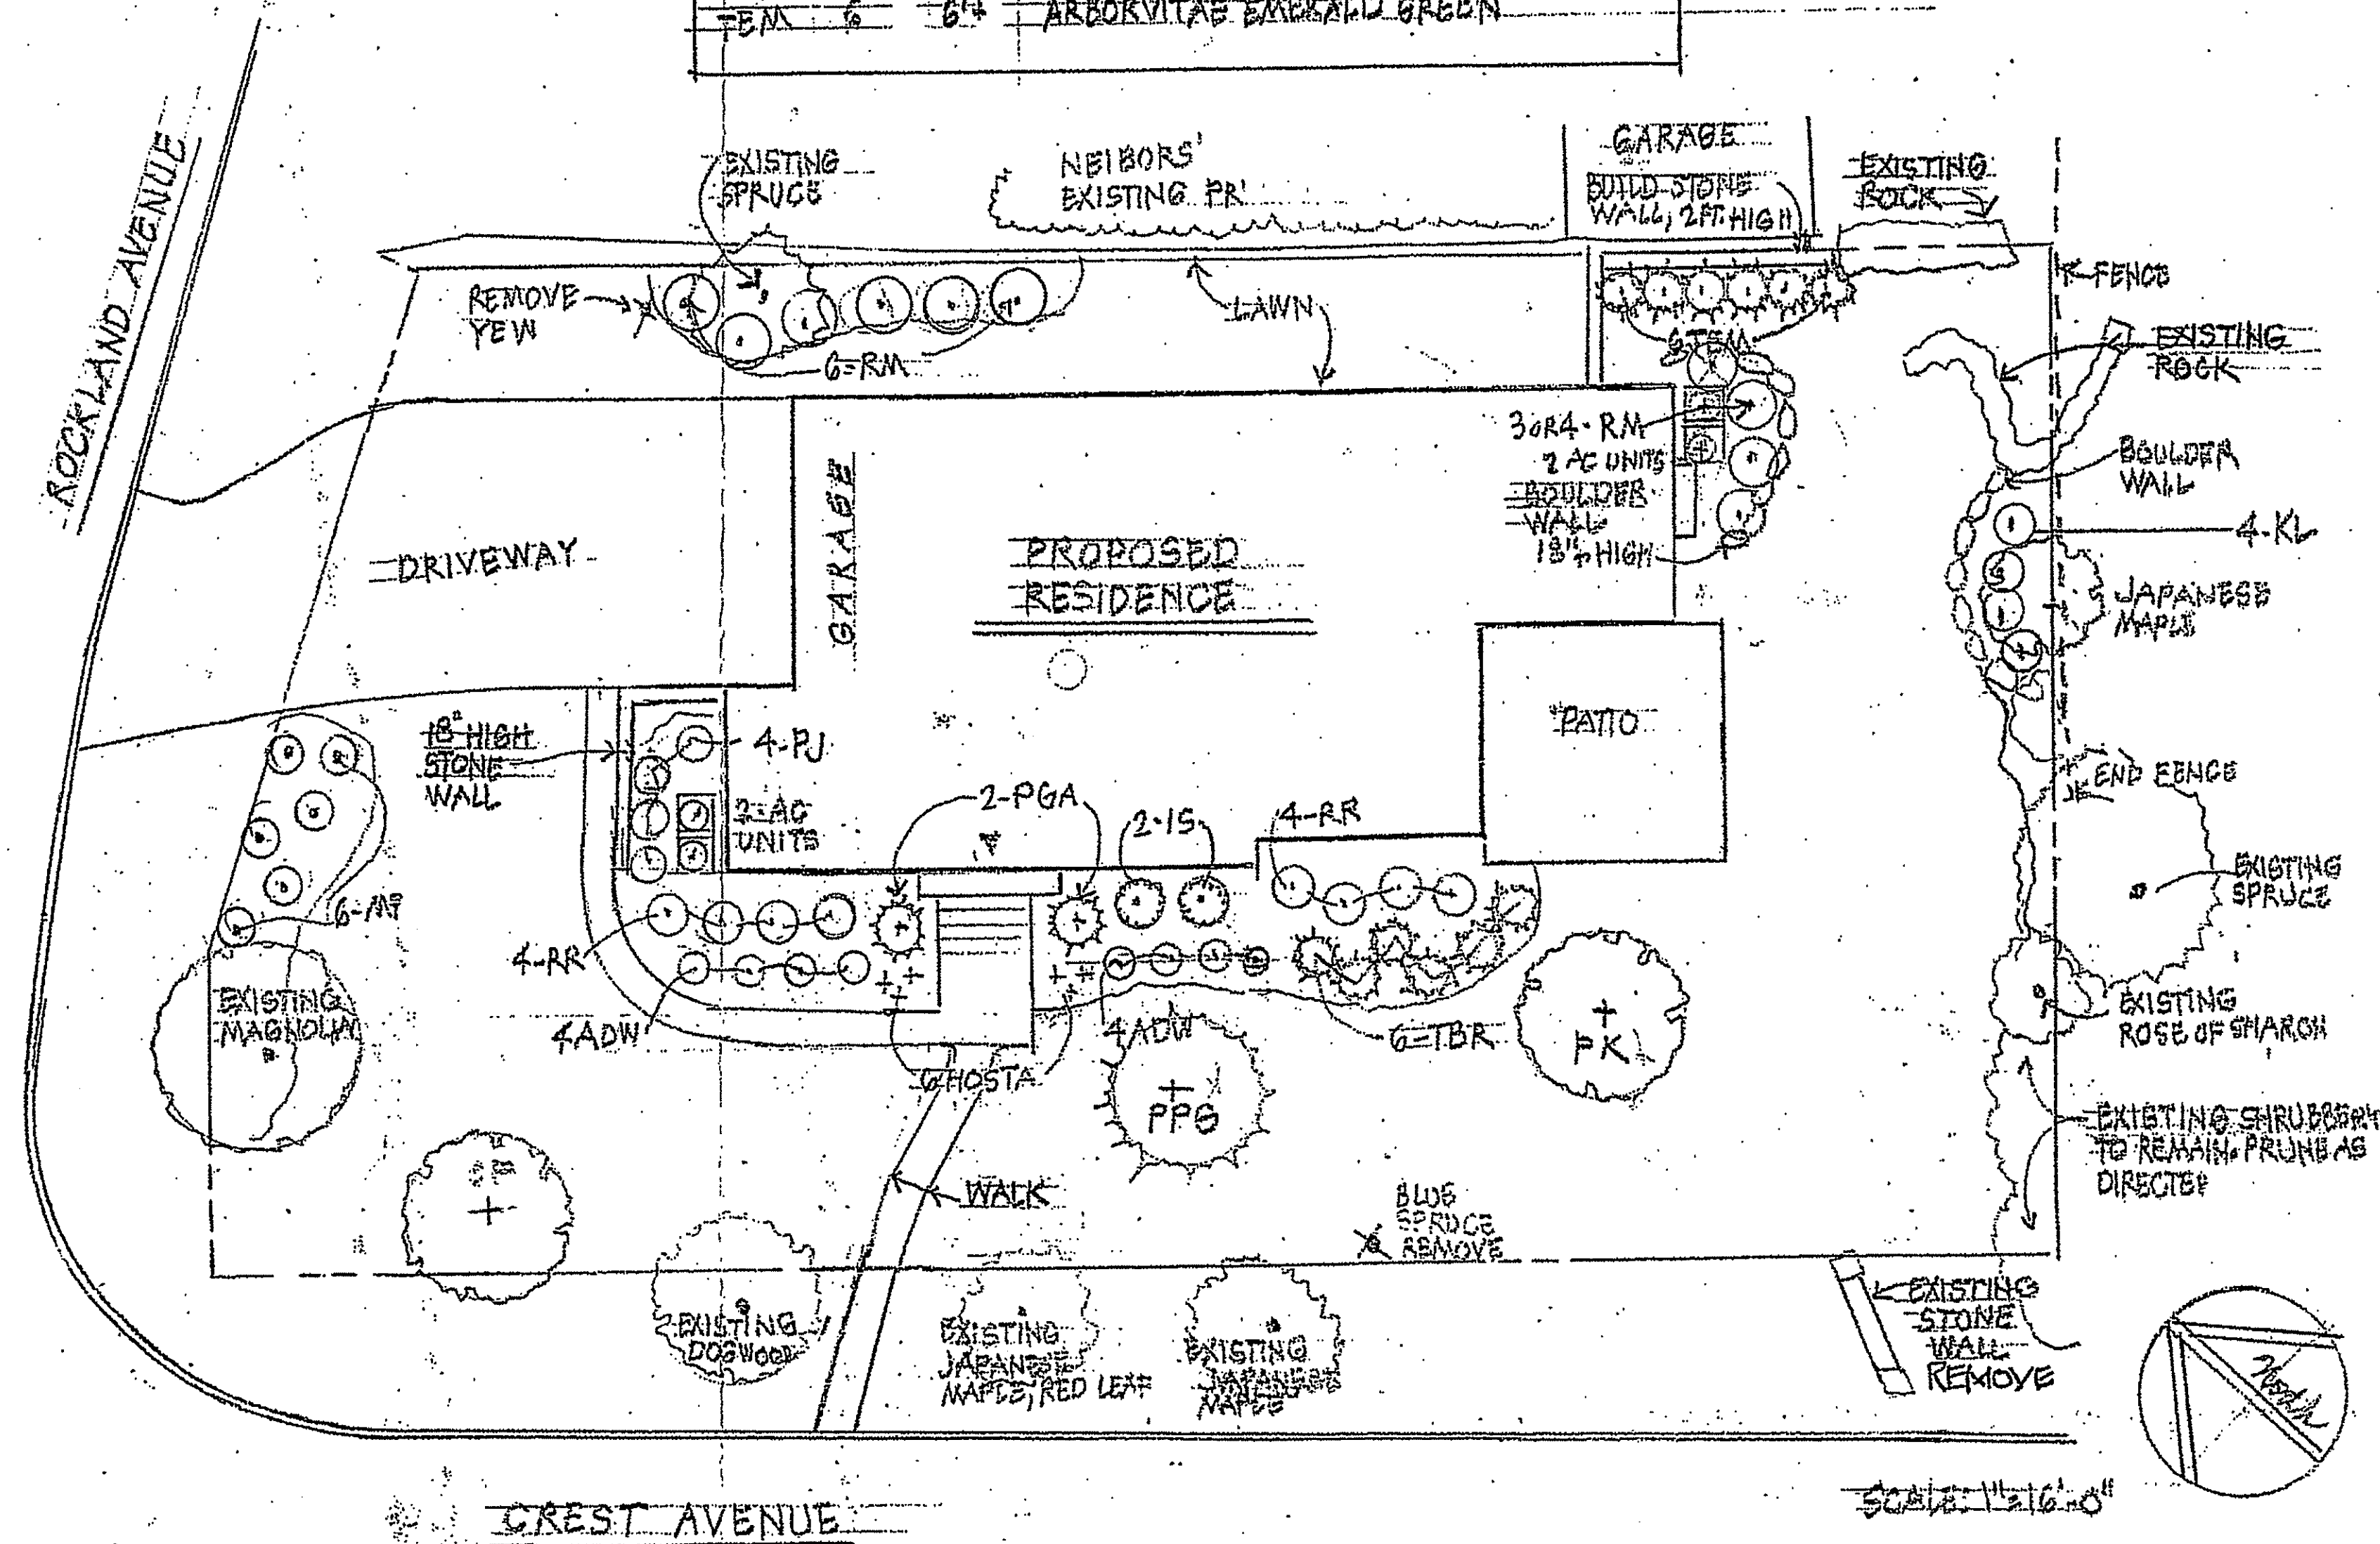 TEM 6 6FT ARBORVITAE EMERALD GREEN
ROCKLAND AVENUE
EXISTING
SPRUCE
NEIBORS'
EXISTING PR'
GARAGE
BUILD STONE
WALL, 2FT. HIGH
EXISTING
ROCK
FENCE
REMOVE
YEW
6-RM
LAWN
6 TEM
EXISTING
ROCK
3 OR 4-RM
2 AC UNITS
BOULDER
WALL
18"± HIGH
BOULDER
WALL
4-KL
JAPANESE
MAPLE
DRIVEWAY
GARAGE
PROPOSED
RESIDENCE
PATIO
18" HIGH
STONE
WALL
4-PJ
2-AC
UNITS
2-PGA
2-IS
4-RR
END FENCE
EXISTING
SPRUCE
6-MP
4-RR
EXISTING
MAGNOLIA
4ADW
6 HOSTA
4ADW
PPG
6-TBR
PK
EXISTING
ROSE OF SHARON
EXISTING SHRUBBERY
TO REMAIN. PRUNE AS
DIRECTED
WALK
BLUE
SPRUCE
REMOVE
EXISTING
DOGWOOD
EXISTING
JAPANESE
MAPLE, RED LEAF
EXISTING
JAPANESE
MAPLE
EXISTING
STONE
WALL
REMOVE
North
SCALE: 1"=16'-0"
CREST AVENUE